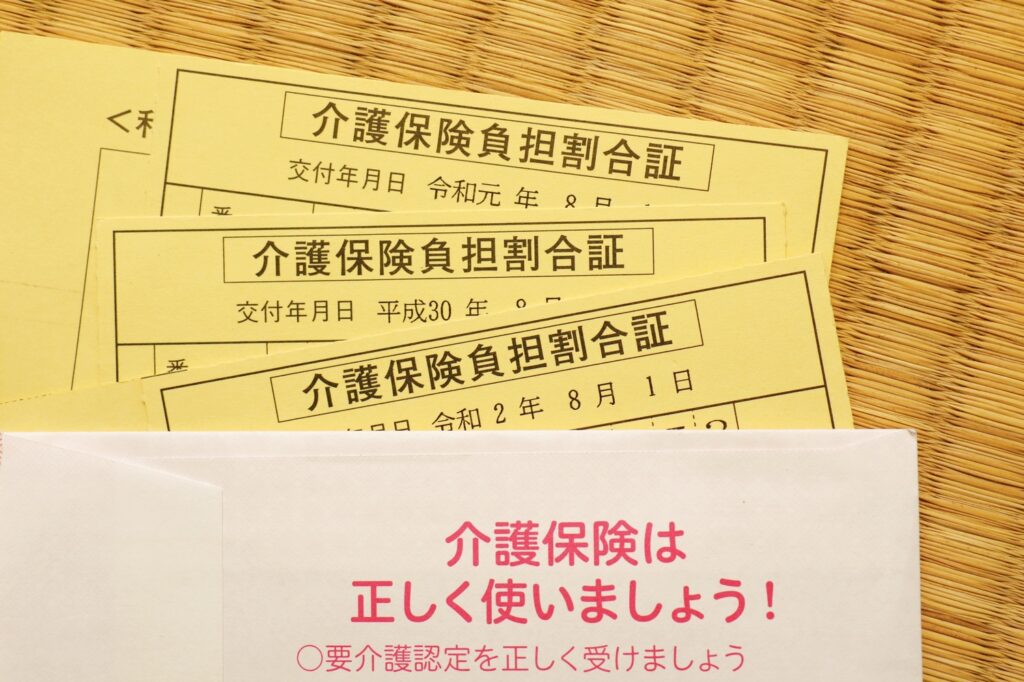 介護保険負担割合証
交付年月日 令和元 年 8 月
介護保険負担割合証
交付年月日 平成30 年 8 月
介護保険負担割合証
令和 2 年 8 月 1 日
介護保険は
正しく使いましょう!
○要介護認定を正しく受けましょう